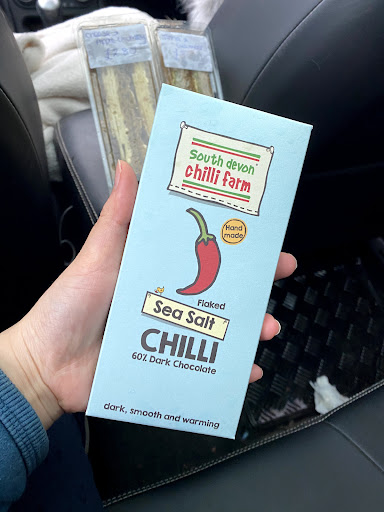 south devon
chilli farm
Hand
made
Flaked
Sea Salt
CHILLI
60% Dark Chocolate
dark, smooth and warming